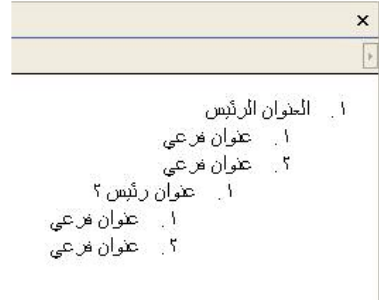 ١. العنوان الرئيس
١. عنوان فرعي
٢. عنوان فرعي
١. عنوان رئيس ٢
١. عنوان فرعي
٢. عنوان فرعي